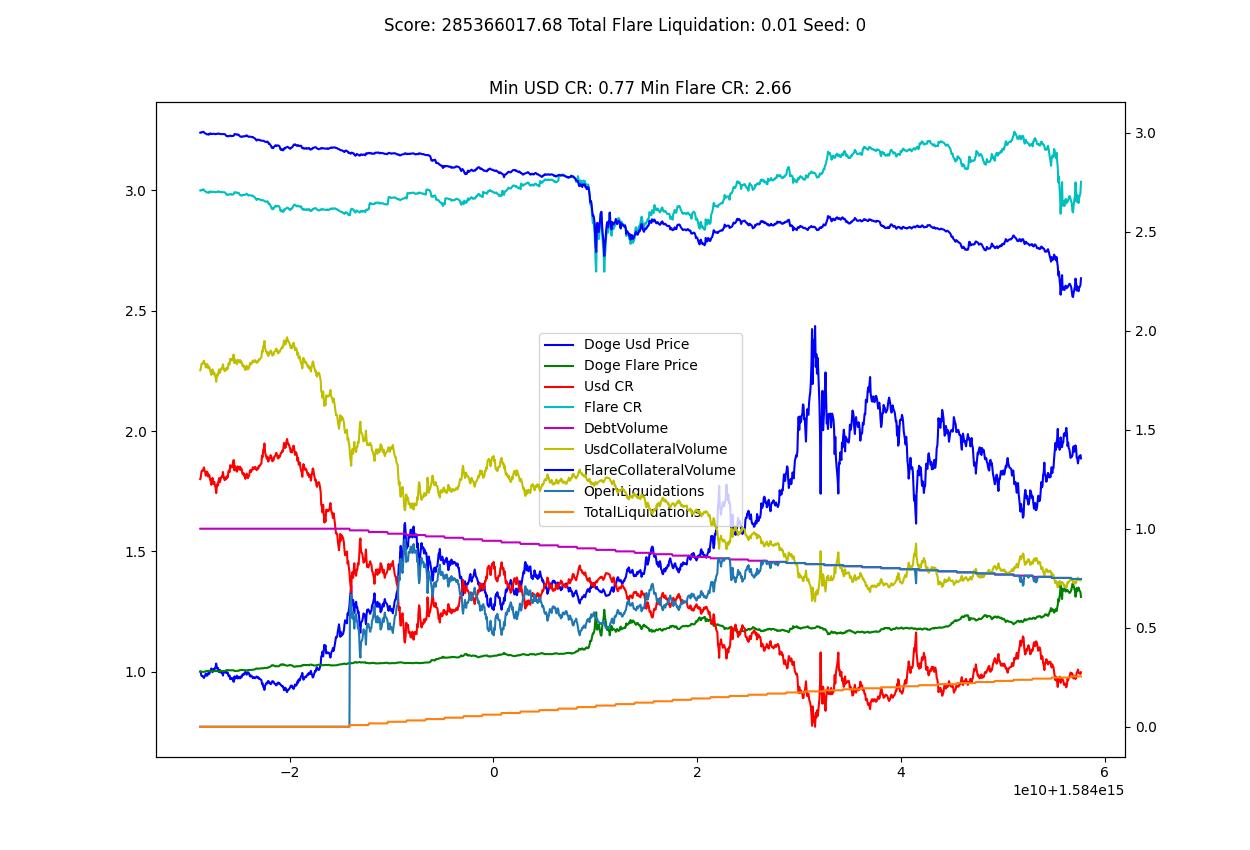 Score: 285366017.68 Total Flare Liquidation: 0.01 Seed: 0
Min USD CR: 0.77 Min Flare CR: 2.66
3.0
2.5
2.0
1.5
1.0
3.0
2.5
2.0
1.5
1.0
0.5
0.0
Doge Usd Price
Doge Flare Price
Usd CR
Flare CR
DebtVolume
UsdCollateralVolume
FlareCollateralVolume
OpenLiquidations
TotalLiquidations
−2 0 2 4 6
1e10+1.584e15